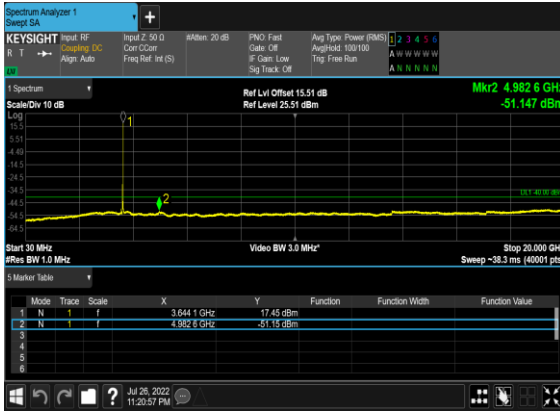 Spectrum Analyzer 1
Swept SA
+
KEYSIGHT Input: RF Input Z: 50 Ω #Atten: 20 dB PNO: Fast Avg Type: Power (RMS) 1 2 3 4 5 6
R T Coupling: DC Corr CCorr Gate: Off Avg|Hold: 100/100 A W W W W W
Align: Auto Freq Ref: Int (S) IF Gain: Low Trig: Free Run
Sig Track: Off A N N N N N
1 Spectrum
Ref Lvl Offset 15.51 dB Mkr2 4.982 6 GHz
Scale/Div 10 dB Ref Level 25.51 dBm -51.147 dBm
Log
15.5
5.51
-4.49
-14.5
-24.5
-34.5
-44.5
-54.5
-64.5
1
2
DL1 -40.00 dBm
Start 30 MHz Video BW 3.0 MHz* Stop 20.000 GHz
#Res BW 1.0 MHz Sweep ~38.3 ms (40001 pts)
5 Marker Table
Mode Trace Scale X Y Function Function Width Function Value
1 N 1 f 3.644 1 GHz 17.45 dBm
2 N 1 f 4.982 6 GHz -51.15 dBm
3
4
5
6
? Jul 26, 2022
11:20:57 PM